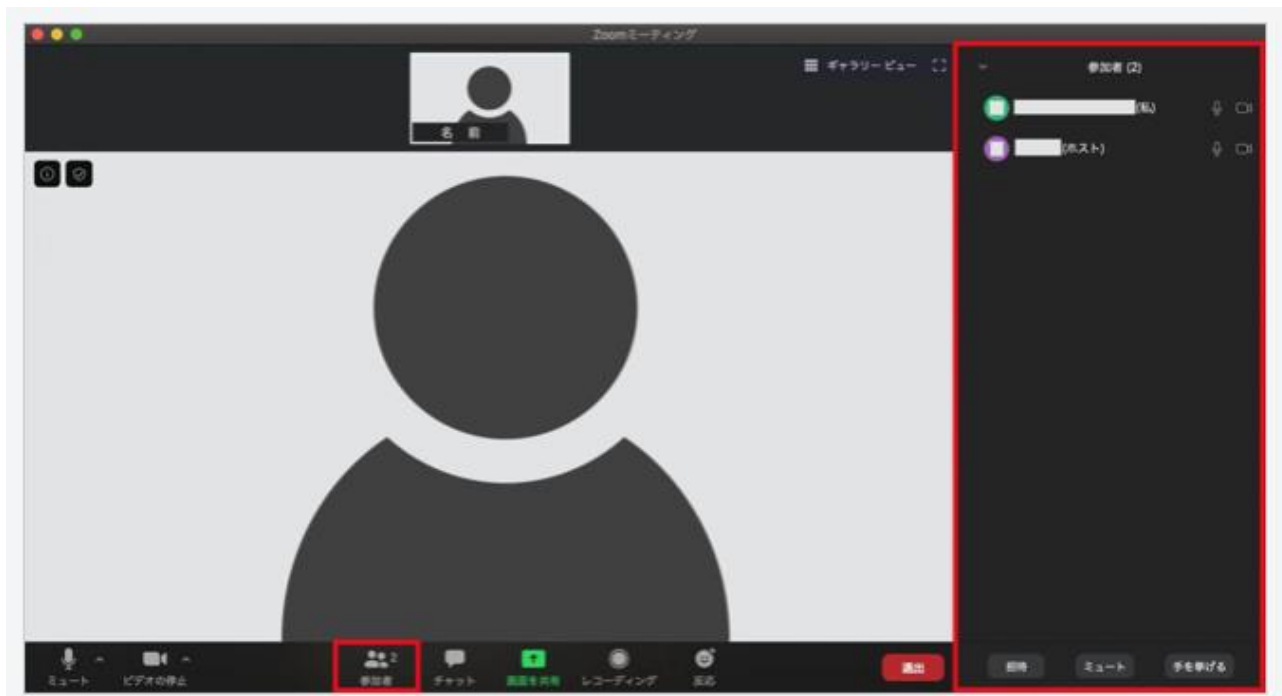 Zoomミーティング
ギャラリービュー
参加者 (2)
名 前
(私)
(ホスト)
ミュート
ビデオの停止
2
参加者
チャット
画面を共有
レコーディング
反応
退出
招待
ミュート
手を挙げる